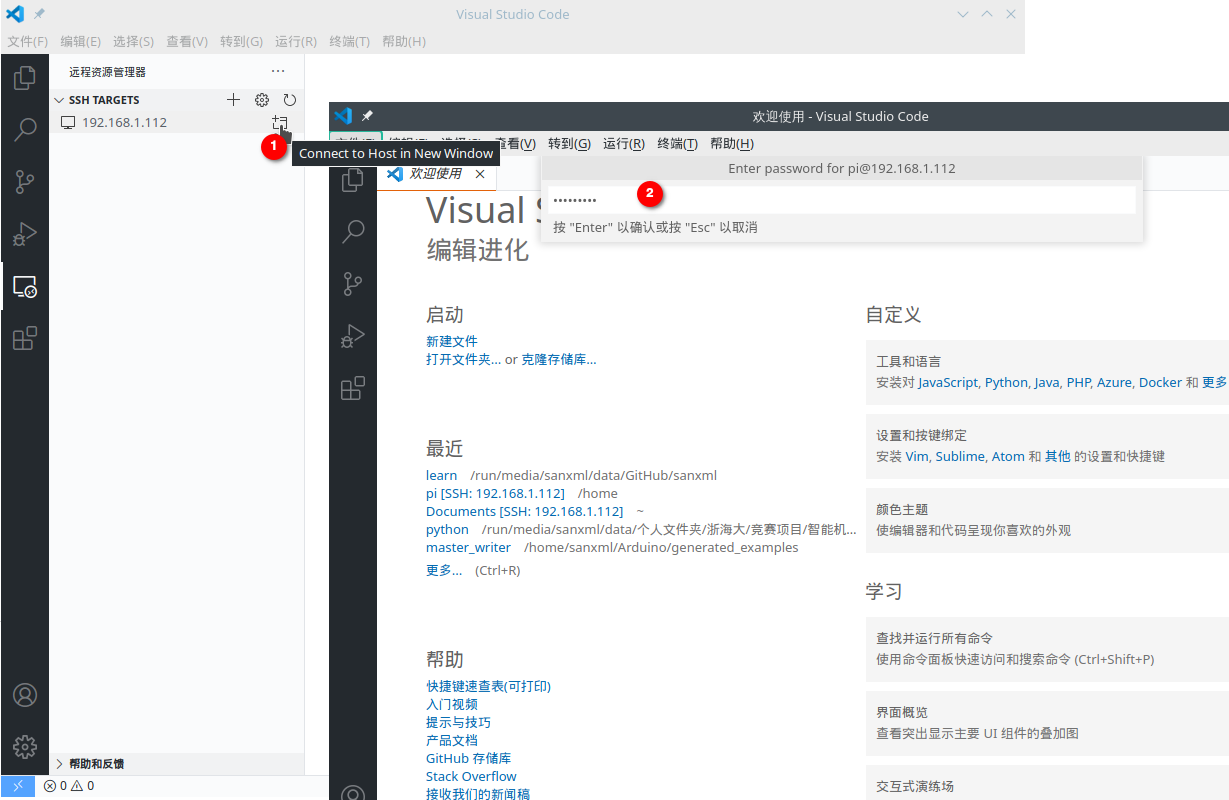 Visual Studio Code
文件(F) 编辑(E) 选择(S) 查看(V) 转到(G) 运行(R) 终端(T) 帮助(H)
远程资源管理器 ···
SSH TARGETS
192.168.1.112
1
Connect to Host in New Window
帮助和反馈
0 0
欢迎使用 - Visual Studio Code
查看(V) 转到(G) 运行(R) 终端(T) 帮助(H)
欢迎使用
Enter password for pi@192.168.1.112
•••••••••
2
按 "Enter" 以确认或按 "Esc" 以取消
Visual
编辑进化
启动
新建文件
打开文件夹... or 克隆存储库...
最近
learn /run/media/sanxml/data/GitHub/sanxml
pi [SSH: 192.168.1.112] /home
Documents [SSH: 192.168.1.112] ~
python /run/media/sanxml/data/个人文件夹/浙海大/竞赛项目/智能机...
master_writer /home/sanxml/Arduino/generated_examples
更多... (Ctrl+R)
帮助
快捷键速查表(可打印)
入门视频
提示与技巧
产品文档
GitHub 存储库
Stack Overflow
接收我们的新闻稿
自定义
工具和语言
安装对 JavaScript, Python, Java, PHP, Azure, Docker 和 更多
设置和按键绑定
安装 Vim, Sublime, Atom 和 其他 的设置和快捷键
颜色主题
使编辑器和代码呈现你喜欢的外观
学习
查找并运行所有命令
使用命令面板快速访问和搜索命令 (Ctrl+Shift+P)
界面概览
查看突出显示主要 UI 组件的叠加图
交互式演练场